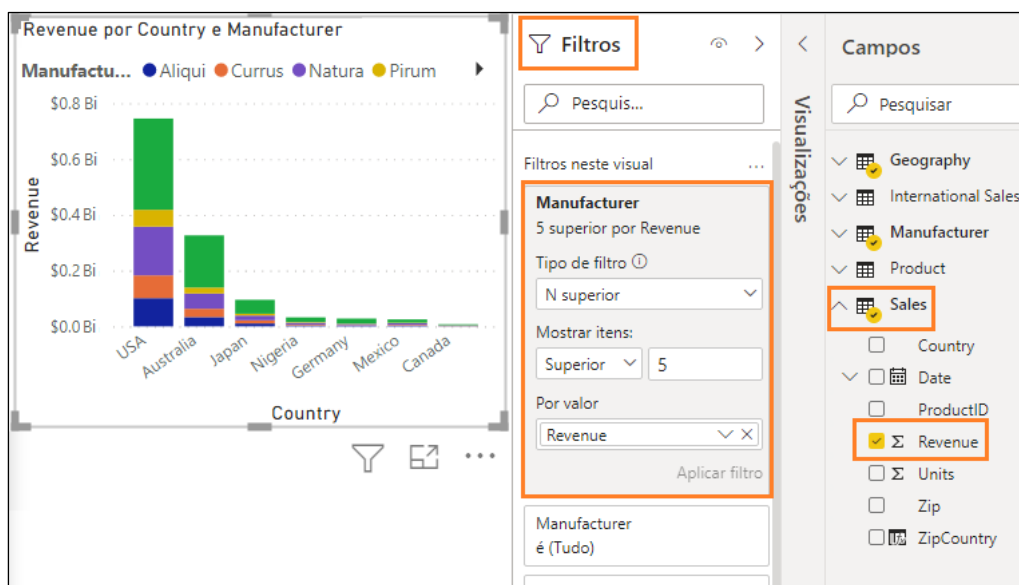 Revenue por Country e Manufacturer
Manufactu... Aliqui Currus Natura Pirum
$0.8 Bi
$0.6 Bi
$0.4 Bi
$0.2 Bi
$0.0 Bi
Revenue
USA
Australia
Japan
Nigeria
Germany
Mexico
Canada
Country
Filtros
Pesquis...
Filtros neste visual ...
Manufacturer
5 superior por Revenue
Tipo de filtro
N superior
Mostrar itens:
Superior 5
Por valor
Revenue
Aplicar filtro
Manufacturer
é (Tudo)
Visualizações
Campos
Pesquisar
Geography
International Sales
Manufacturer
Product
Sales
Country
Date
ProductID
Σ Revenue
Σ Units
Zip
ZipCountry